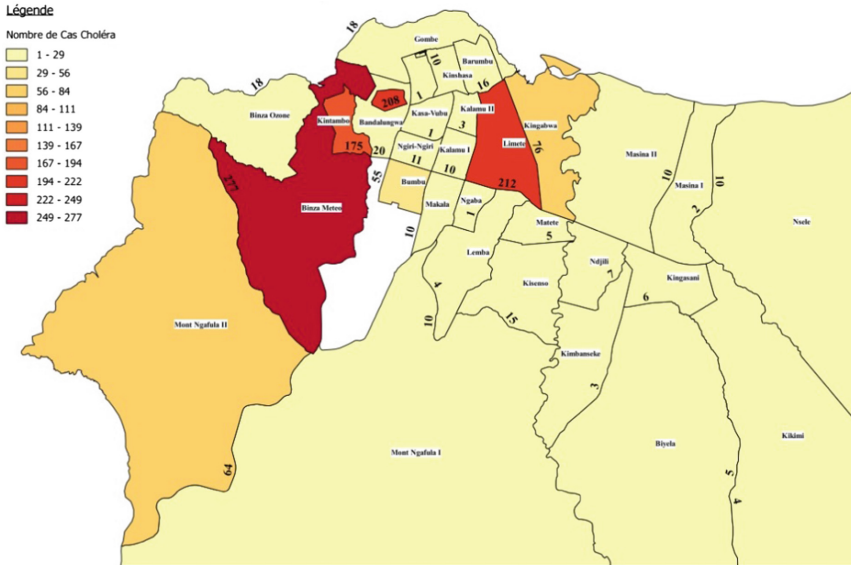 Légende
Nombre de Cas Choléra
1 - 29
29 - 56
56 - 84
84 - 111
111 - 139
139 - 167
167 - 194
194 - 222
222 - 249
249 - 277
18
Gombe
10
Barumbu
Kinshasa
18
16
1
208
Binza Ozone
Kintambo
Bandalungwa
Kasa-Vubu
Kalamu II
3
Kingabwa
1
175
20
Ngiri-Ngiri
Kalamu I
Limete
76
11
10
Masina II
10
Masina I
10
277
55
Bumbu
212
Binza Meteo
Makala
Ngaba
1
2
Nsele
10
Matete
5
Lemba
Ndjili
7
Kingasani
4
Kisenso
6
10
15
Mont Ngafula II
Kimbanseke
3
Mont Ngafula I
Biyela
Kikimi
64
5
4